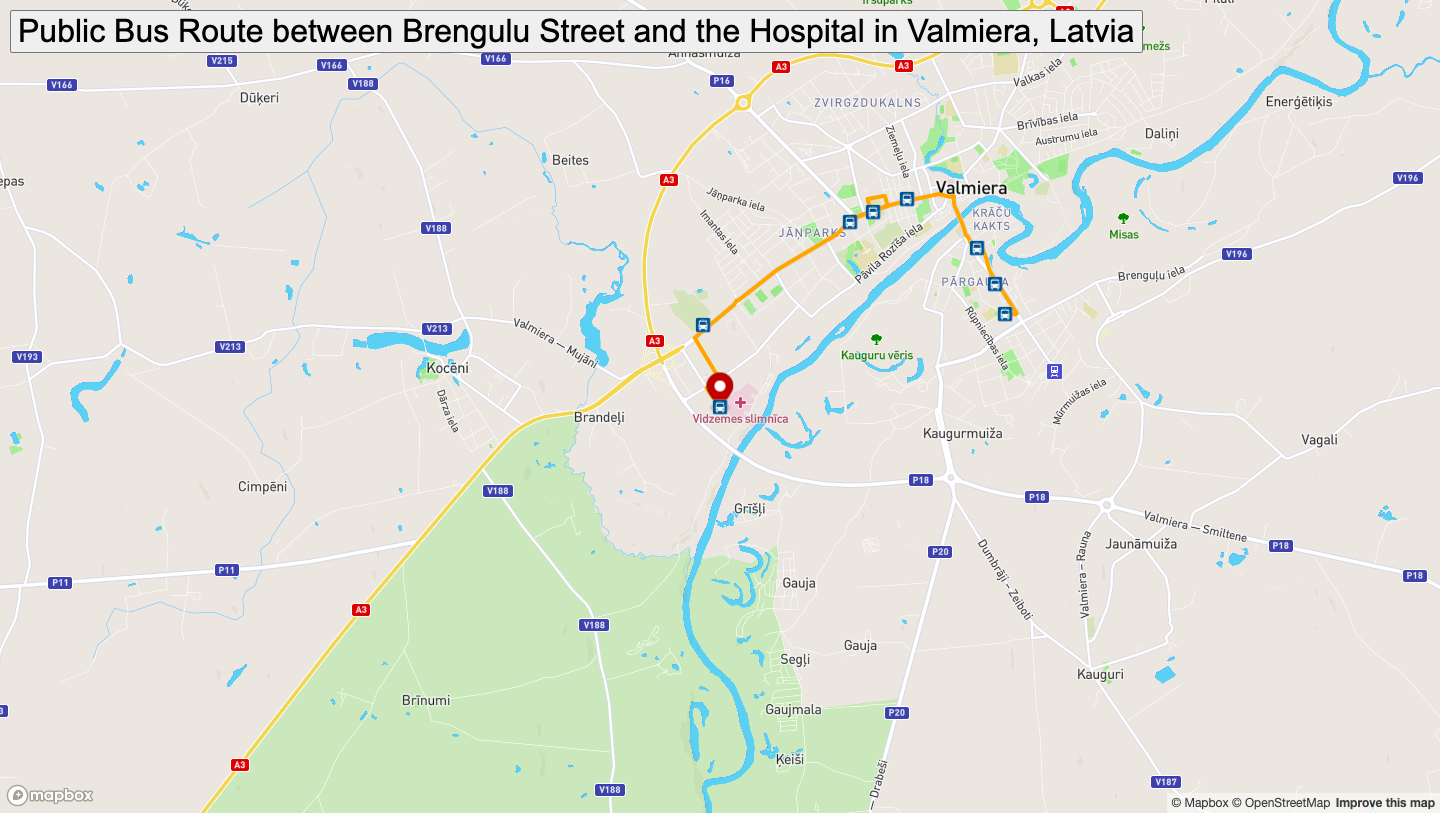 Public Bus Route between Brengulu Street and the Hospital in Valmiera, Latvia
A3
V215
V166
V166
V166
V188
P16
A3
A3
Annasmuiža
Valkas iela
V166
Dūķeri
ZVIRGZDUKALNS
Enerģētiķis
Brīvības iela
Austrumu iela
Daliņi
Ziemeļu iela
Beites
A3
V196
Valmiera
Jāņparka iela
Imantas iela
KRĀČU
KAKTS
Misas
V188
JĀŅPARKS
Pāvila Rozīša iela
V196
Brenguļu iela
PĀRGAUJA
Rūpniecības iela
V213
Valmiera — Mujāni
A3
V193
V213
Kauguru vēris
Kocēni
Dārza iela
Mūrmuižas iela
Brandeļi
Vidzemes slimnīca
Kaugurmuiža
Vagali
Cimpēni
V188
P18
P18
Grīšļi
Valmiera — Smiltene
P20
Jaunāmuiža
P18
P11
P11
Gauja
Dumbrāji – Zeiboti
Valmiera – Rauna
P18
A3
V188
Gauja
Segļi
Kauguri
Brīnumi
Gaujmala
P20
A3
Ķeiši
— Drabeši
V187
V188
mapbox
© Mapbox © OpenStreetMap Improve this map